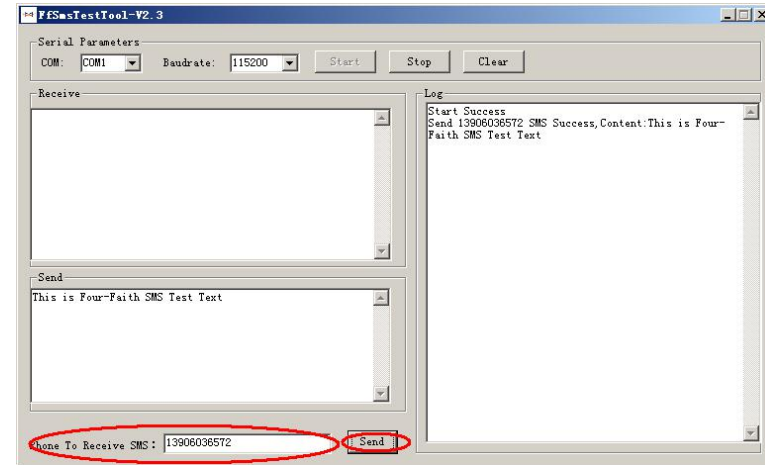 FfSmsTestTool-V2.3
Serial Parameters
COM: COM1 Baudrate: 115200 Start Stop Clear
Receive
Log
Start Success
Send 13906036572 SMS Success,Content:This is Four-
Faith SMS Test Text
Send
This is Four-Faith SMS Test Text
Phone To Receive SMS: 13906036572 Send